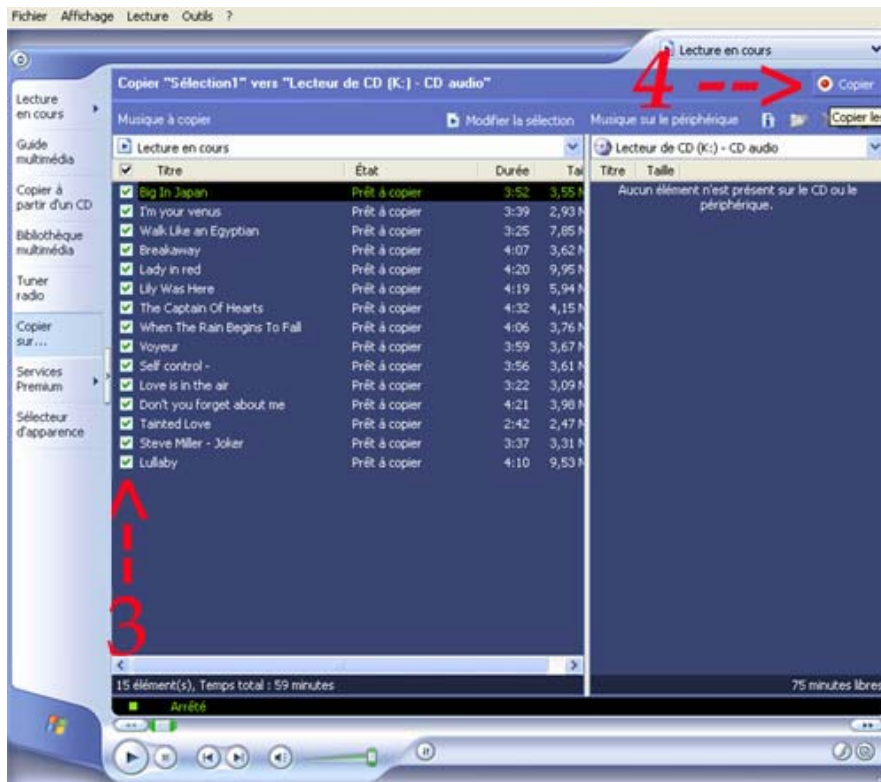 Fichier Affichage Lecture Outils ?
Lecture en cours
Copier "Sélection1" vers "Lecteur de CD (K:) - CD audio"
4
Copier
Musique à copier
Modifier la sélection
Musique sur le périphérique
Copier les
Lecture en cours
Lecteur de CD (K:) - CD audio
Titre État Durée Tai
Titre Taille
Aucun élément n'est présent sur le CD ou le
périphérique.
Big In Japan Prêt à copier 3:52 3,55 M
I'm your venus Prêt à copier 3:39 2,93 M
Walk Like an Egyptian Prêt à copier 3:25 7,85 M
Breakaway Prêt à copier 4:07 3,62 M
Lady in red Prêt à copier 4:20 9,95 M
Lily Was Here Prêt à copier 4:19 5,94 M
The Captain Of Hearts Prêt à copier 4:32 4,15 M
When The Rain Begins To Fall Prêt à copier 4:06 3,76 M
Voyeur Prêt à copier 3:59 3,67 M
Self control - Prêt à copier 3:56 3,61 M
Love is in the air Prêt à copier 3:22 3,09 M
Don't you forget about me Prêt à copier 4:21 3,98 M
Tainted Love Prêt à copier 2:42 2,47 M
Steve Miller - Joker Prêt à copier 3:37 3,31 M
Lullaby Prêt à copier 4:10 9,53 M
3
Lecture
en cours
Guide
multimédia
Copier à
partir d'un CD
Bibliothèque
multimédia
Tuner
radio
Copier
sur...
Services
Premium
Sélecteur
d'apparence
15 élément(s), Temps total : 59 minutes
75 minutes libres
Arrêté